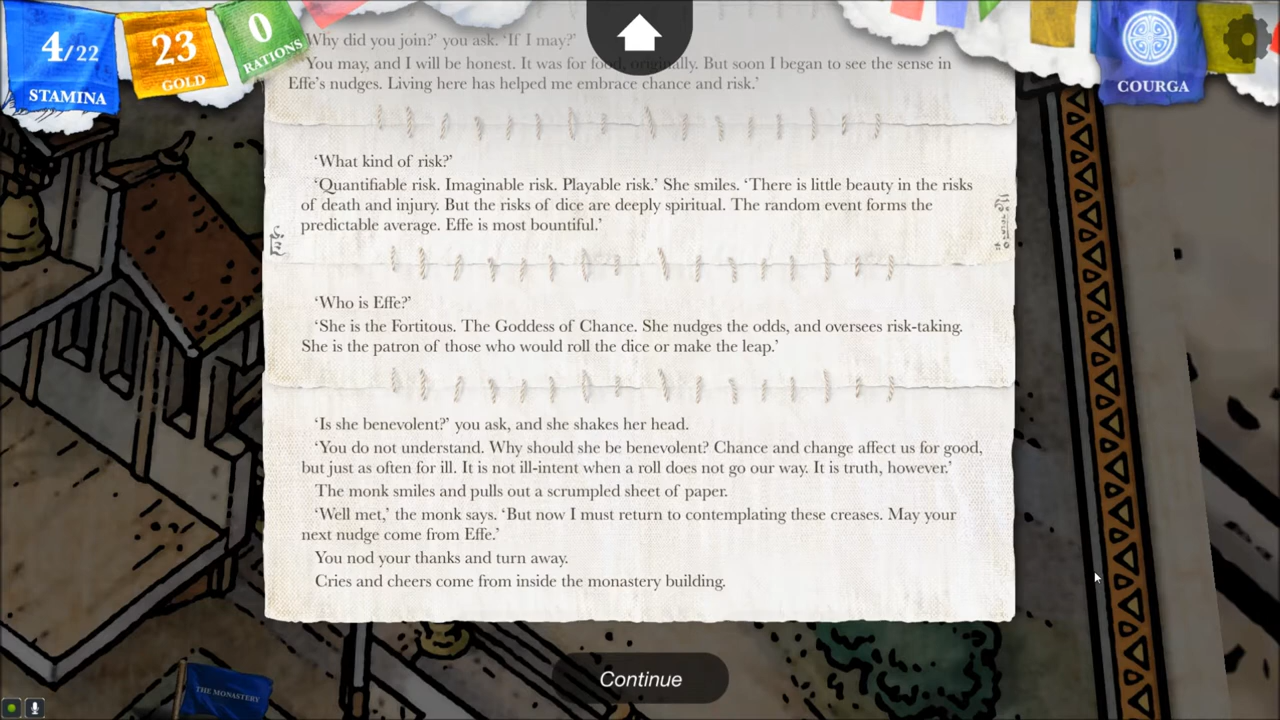 4/22
STAMINA
23
GOLD
0
RATIONS
COURGA
Why did you join?’ you ask. ‘If I may?’
‘You may, and I will be honest. It was for food, originally. But soon I began to see the sense in
Effe’s nudges. Living here has helped me embrace chance and risk.’
‘What kind of risk?’
‘Quantifiable risk. Imaginable risk. Playable risk.’ She smiles. ‘There is little beauty in the risks
of death and injury. But the risks of dice are deeply spiritual. The random event forms the
predictable average. Effe is most bountiful.’
‘Who is Effe?’
‘She is the Fortitous. The Goddess of Chance. She nudges the odds, and oversees risk-taking.
She is the patron of those who would roll the dice or make the leap.’
‘Is she benevolent?’ you ask, and she shakes her head.
‘You do not understand. Why should she be benevolent? Chance and change affect us for good,
but just as often for ill. It is not ill-intent when a roll does not go our way. It is truth, however.’
The monk smiles and pulls out a scrumpled sheet of paper.
‘Well met,’ the monk says. ‘But now I must return to contemplating these creases. May your
next nudge come from Effe.’
You nod your thanks and turn away.
Cries and cheers come from inside the monastery building.
Continue
THE MONASTERY